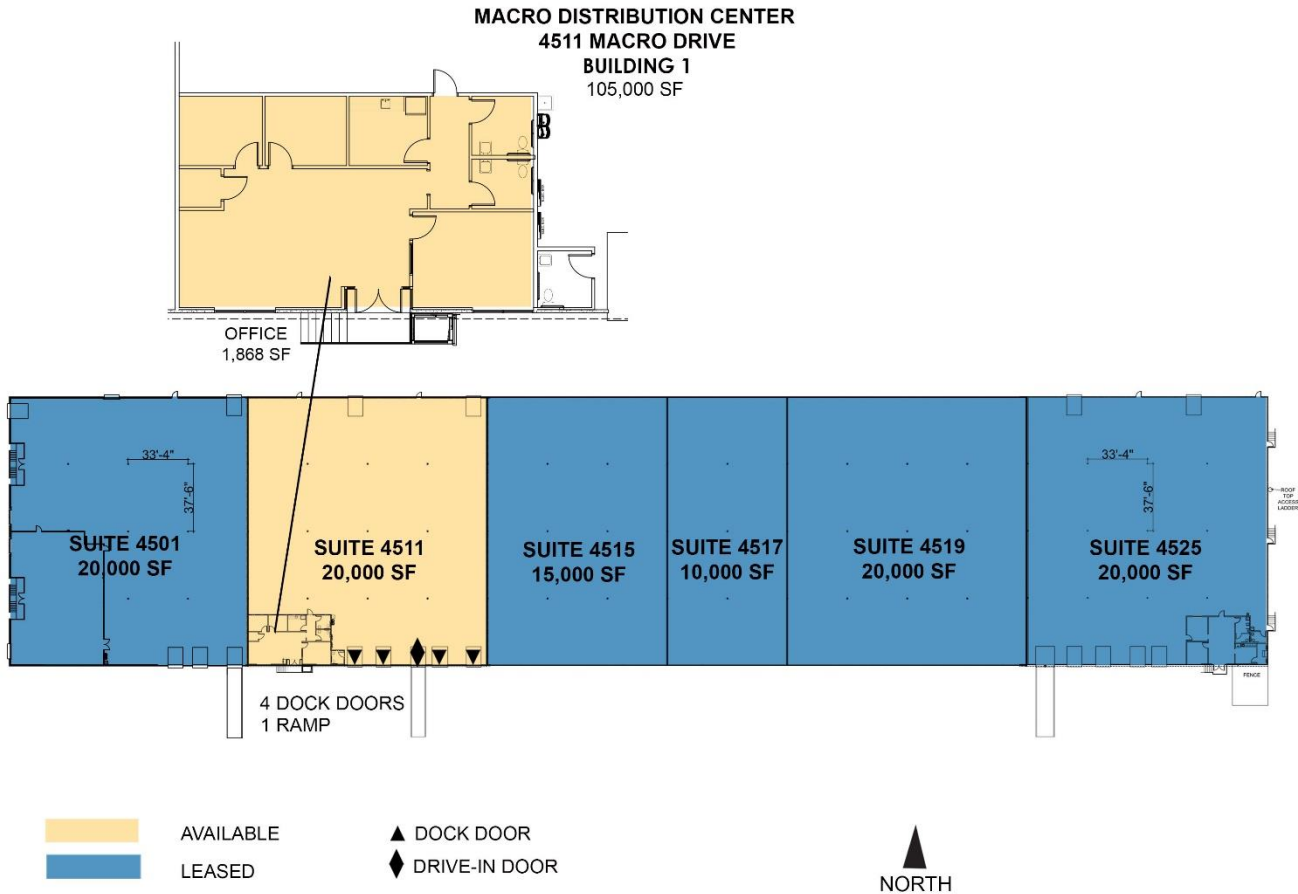 MACRO DISTRIBUTION CENTER
4511 MACRO DRIVE
BUILDING 1
105,000 SF
OFFICE
1,868 SF
33'-4"
37'-6"
33'-4"
37'-6"
ROOF
TOP
ACCESS
LADDER
SUITE 4501
20,000 SF
SUITE 4511
20,000 SF
SUITE 4515
15,000 SF
SUITE 4517
10,000 SF
SUITE 4519
20,000 SF
SUITE 4525
20,000 SF
FENCE
4 DOCK DOORS
1 RAMP
AVAILABLE
LEASED
DOCK DOOR
DRIVE-IN DOOR
NORTH